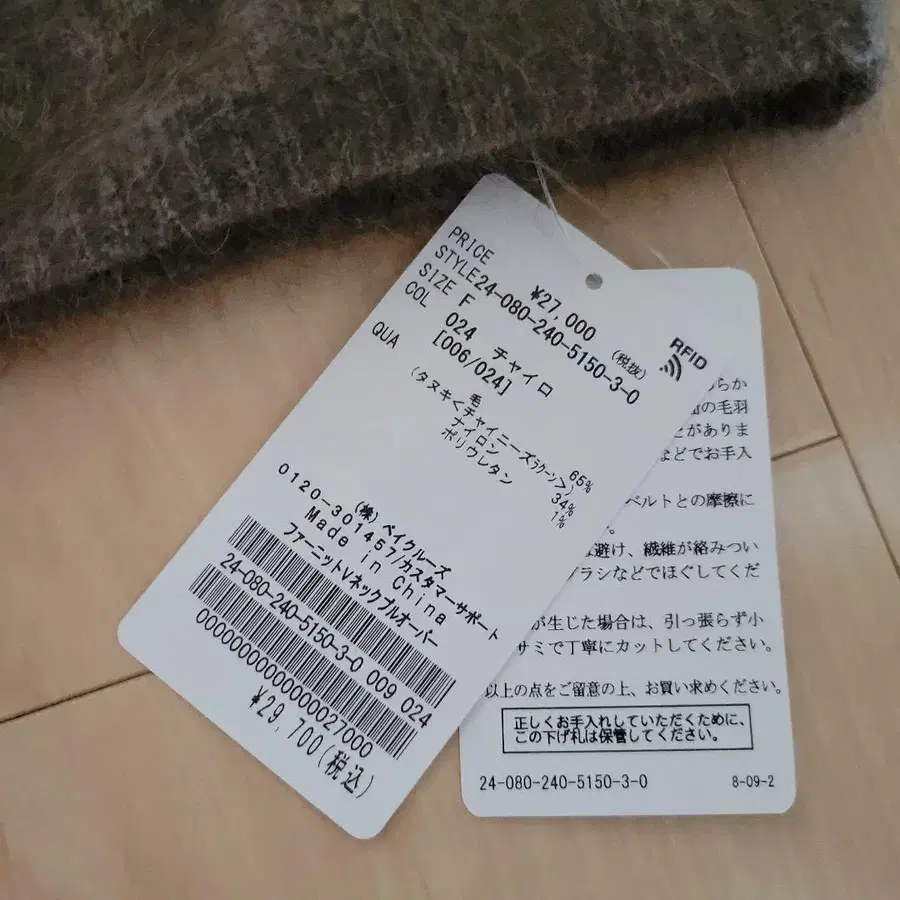 PRICE ¥27,000 (税抜)
STYLE24-080-240-5150-3-0
SIZE F
COL 024 チャイロ
[006/024]
QUA 毛 65%
(タヌキ<チャイニーズラクーン>)
ナイロン 34%
ポリウレタン 1%
(株)ベイクルーズ
0120-301457/カスタマーサポート
Made in China
ファーニットVネックプルオーバー
24-080-240-5150-3-0 009 024
000000000000027000
¥29,700(税込)
RFID
らか
の毛羽
とがありま
などでお手入
ベルトとの摩擦に
。
避け、繊維が絡みつい
ブラシなどでほぐしてくだ
が生じた場合は、引っ張らず小
サミで丁寧にカットしてください。
以上の点をご留意の上、お買い求めください。
正しくお手入れしていただくために、
この下げ札は保管してください。
24-080-240-5150-3-0 8-09-2